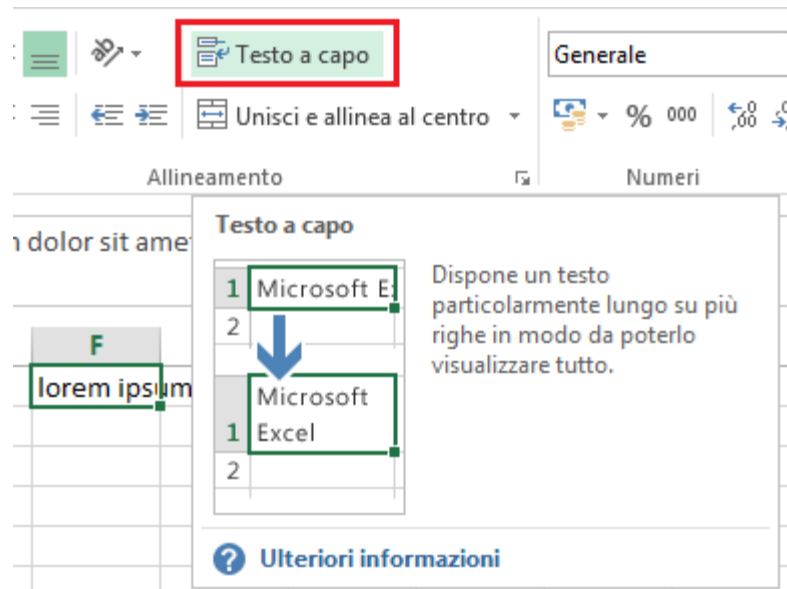 Testo a capo
Generale
Unisci e allinea al centro
% 000
,00
Allineamento
Numeri
dolor sit ame
Testo a capo
1 Microsoft E
2
Microsoft
1 Excel
2
Dispone un testo
particolarmente lungo su più
righe in modo da poterlo
visualizzare tutto.
F
lorem ipsum
Ulteriori informazioni